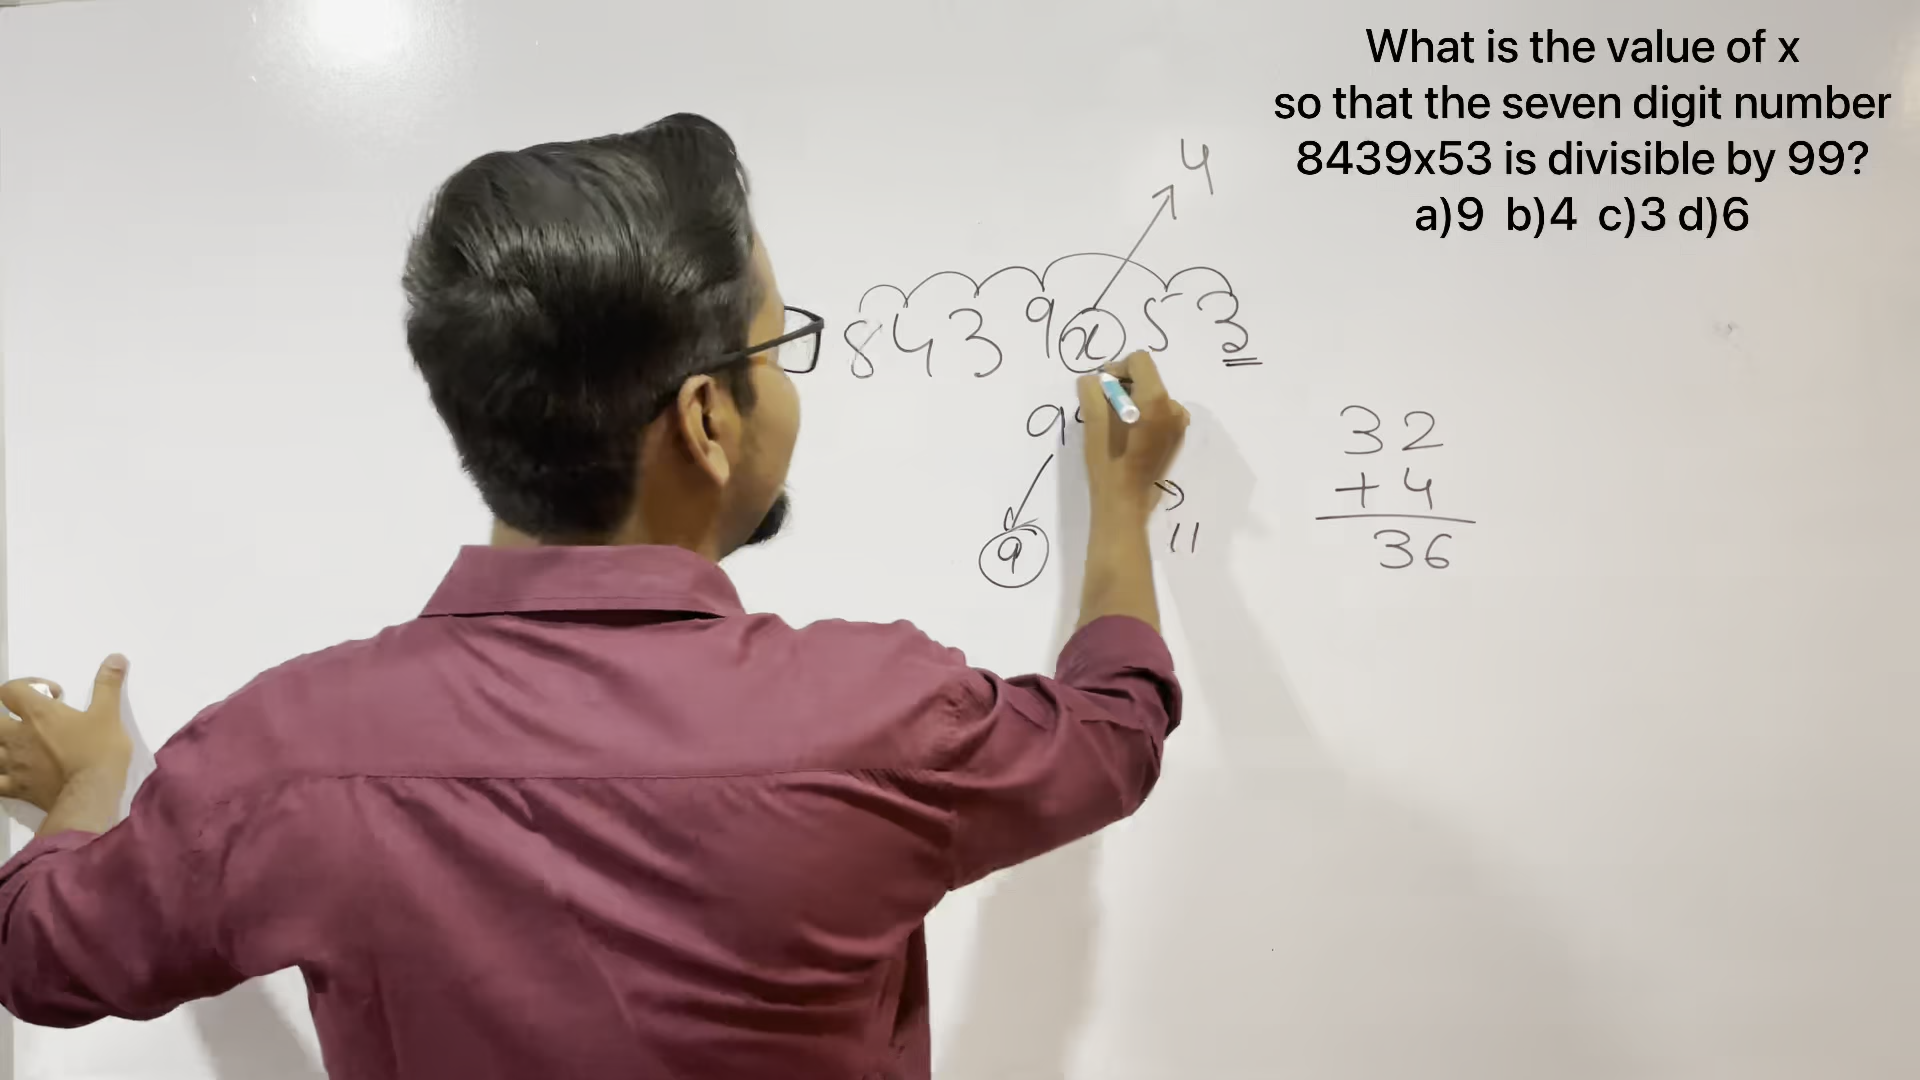 What is the value of x
so that the seven digit number
8439x53 is divisible by 99?
a)9 b)4 c)3 d)6
4
8439x53
9
9
11
32
+4
36